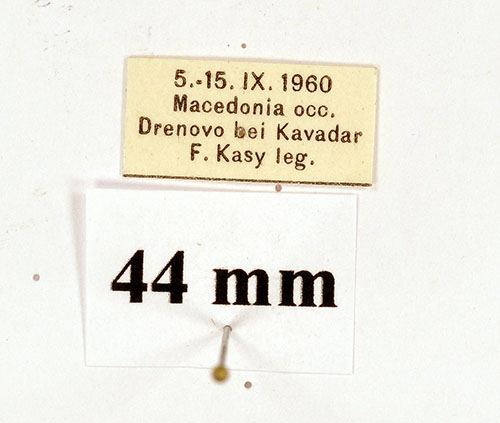 5.-15. IX. 1960
Macedonia occ.
Drenovo bei Kavadar
F. Kasy leg.
44 mm